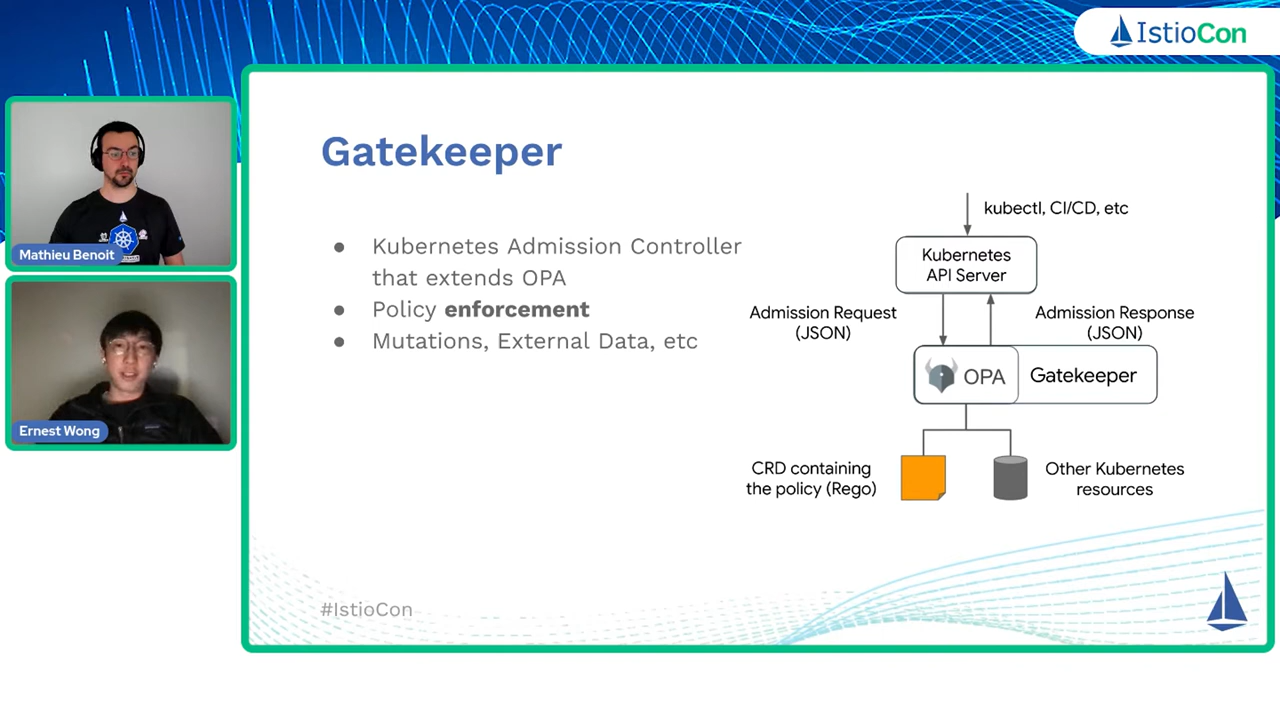 IstioCon
Mathieu Benoit
Ernest Wong
Gatekeeper
● Kubernetes Admission Controller
that extends OPA
● Policy enforcement
● Mutations, External Data, etc
kubectl, CI/CD, etc
Kubernetes
API Server
Admission Request
(JSON)
Admission Response
(JSON)
OPA
Gatekeeper
CRD containing
the policy (Rego)
Other Kubernetes
resources
#IstioCon